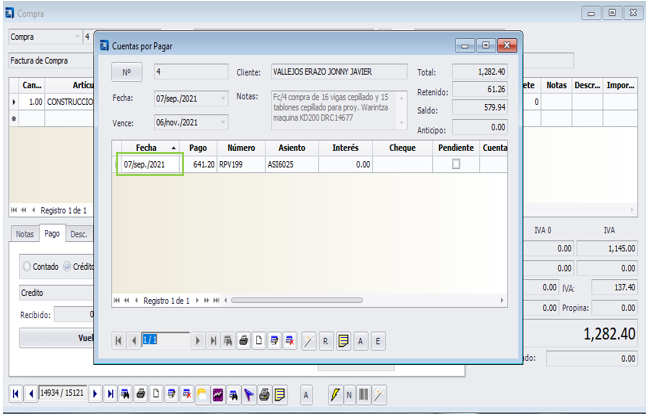 Compra
Compra 4
Factura de Compra
Can... Artícu
1.00 CONSTRUCCIO
Registro 1 de 1
Notas Pago Desc.
Contado Crédito
Credito
Recibido: 0
Vuel
14934 / 15121
A
N
Cuentas por Pagar
Nº 4 Cliente: VALLEJOS ERAZO JONNY JAVIER Total: 1,282.40
Retenido: 61.26
Fecha: 07/sep./2021 Notas: Fc/4 compra de 16 vigas cepillado y 15
tablones cepillado para proy. Warintza
maquina KD200 DRC14677
Saldo: 579.94
Vence: 06/nov./2021
Anticipo: 0.00
Fecha Pago Número Asiento Interés Cheque Pendiente Cuenta
07/sep./2021 641.20 RPV199 ASI6025 0.00
Registro 1 de 1
1/1
R A E
ete Notas Descr... Impor...
0
IVA 0 IVA
0.00 1,145.00
0.00 0.00
0.00 IVA: 137.40
0.00 Propina: 0.00
1,282.40
do: 0.00